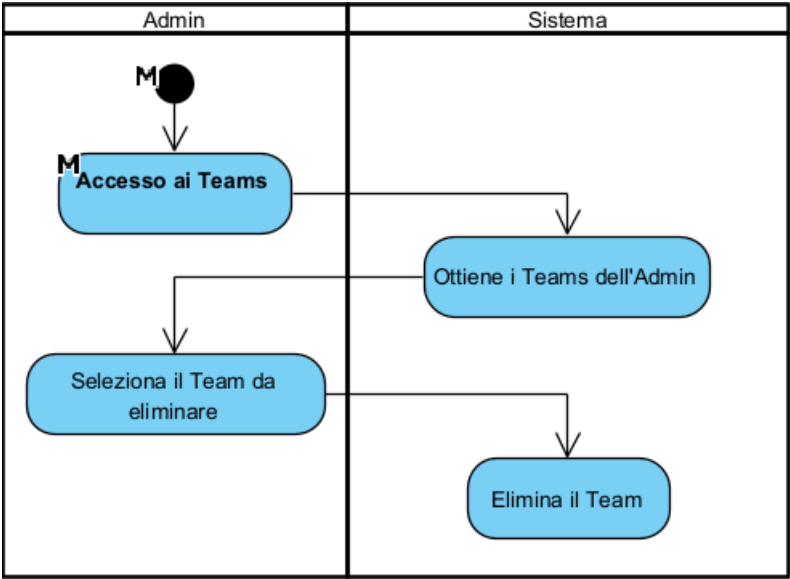 Admin
Sistema
M
M
Accesso ai Teams
Ottiene i Teams dell'Admin
Seleziona il Team da
eliminare
Elimina il Team